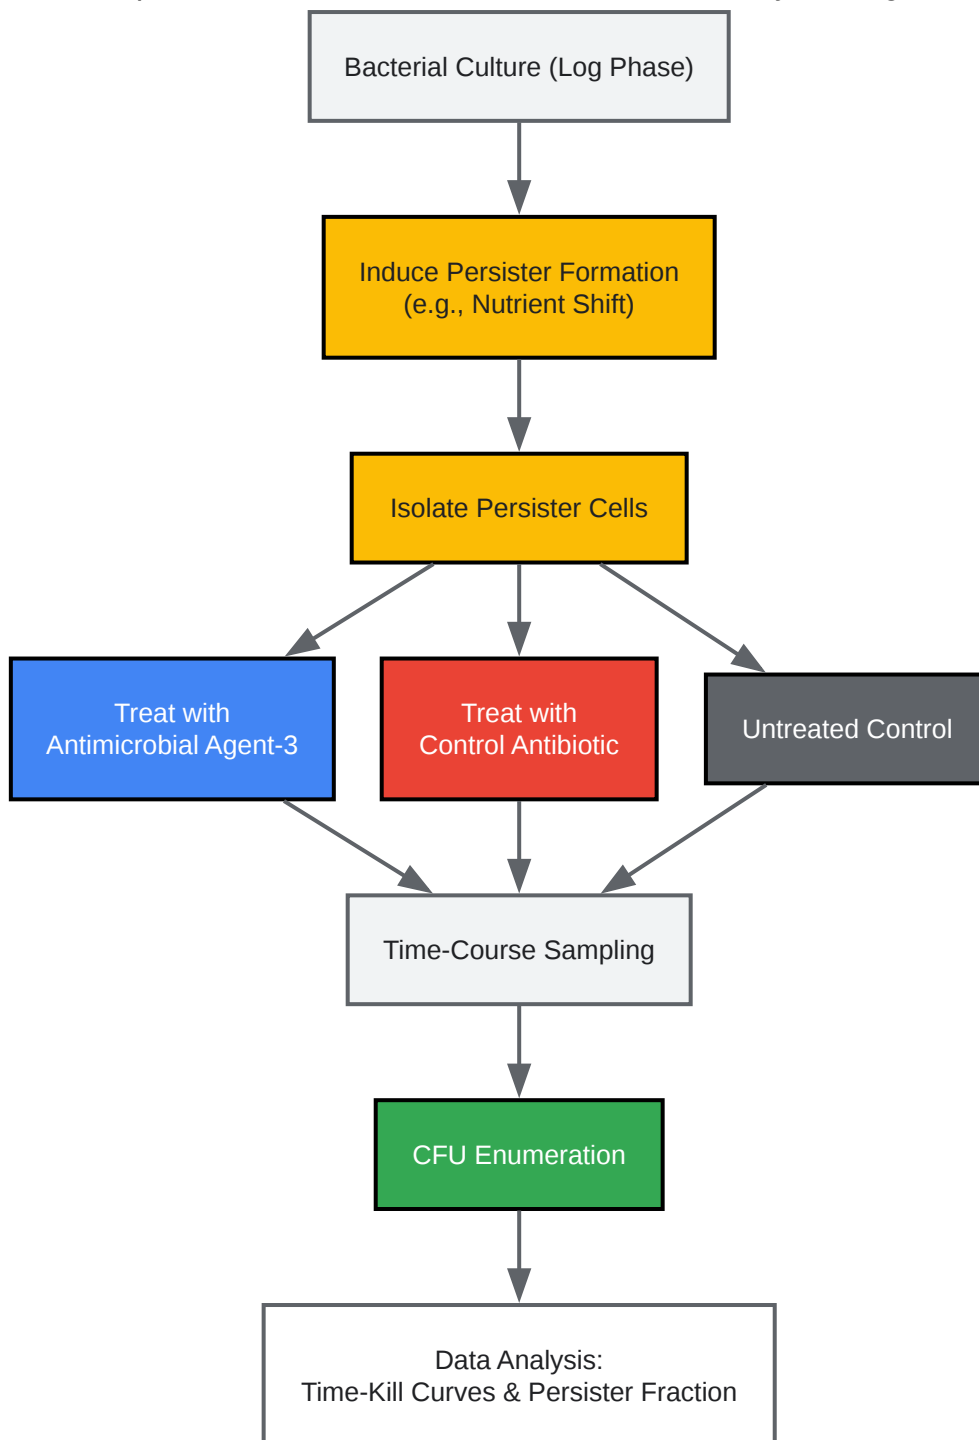 Bacterial Culture (Log Phase)
Induce Persister Formation
(e.g., Nutrient Shift)
Isolate Persister Cells
Treat with
Antimicrobial Agent-3
Treat with
Control Antibiotic
Untreated Control
Time-Course Sampling
CFU Enumeration
Data Analysis:
Time-Kill Curves & Persister Fraction